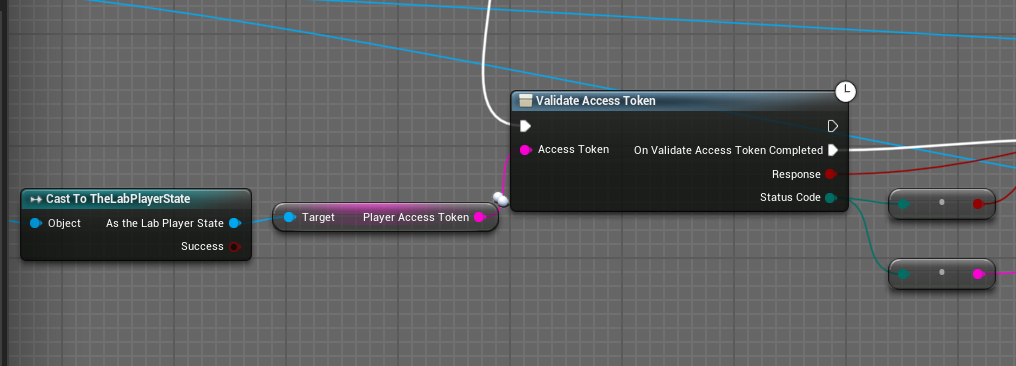 Validate Access Token
Access Token
On Validate Access Token Completed
Response
Status Code
Cast To TheLabPlayerState
Object
As the Lab Player State
Success
Target
Player Access Token